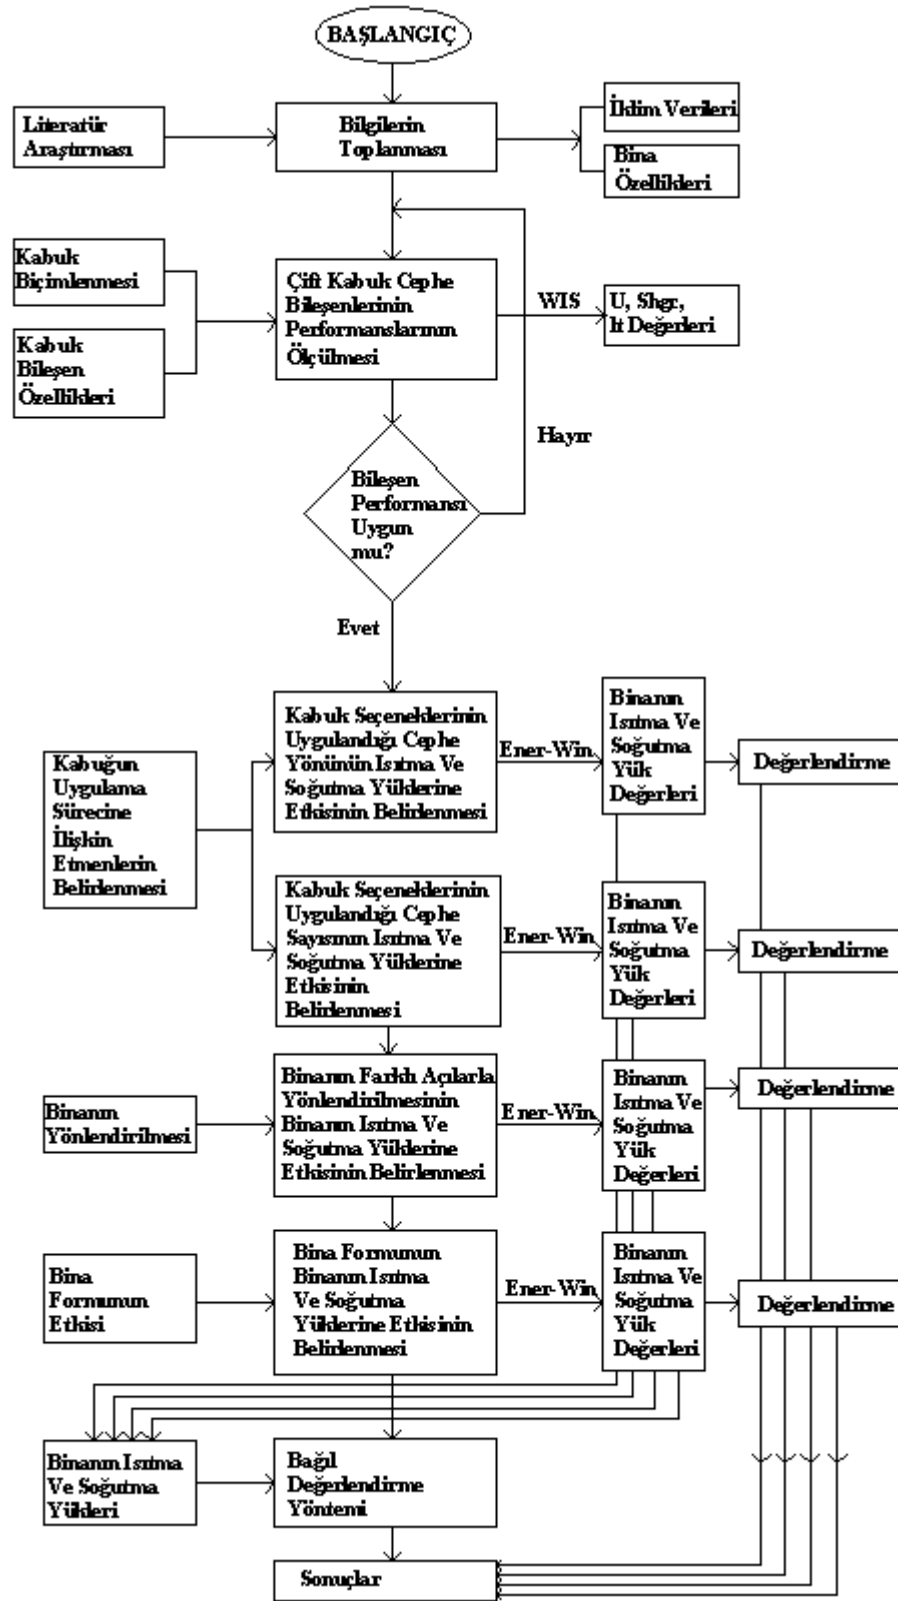 BAŞLANGIÇ
Literatür
Araştırması
Bilgilerin
Toplanması
İklim Verileri
Bina
Özellikleri
Kabuk
Biçimlenmesi
Kabuk
Bileşen
Özellikleri
Çift Kabuk Cephe
Bileşenlerinin
Performanslarının
Ölçülmesi
WIS
U, Shgc,
lt Değerleri
Hayır
Bileşen
Performansı
Uygun
mu?
Evet
Kabuğun
Uygulama
Sürecine
İlişkin
Etmenlerin
Belirlenmesi
Kabuk Seçeneklerinin
Uygulandığı Cephe
Yönünün Isıtma Ve
Soğutma Yüklerine
Etkisinin Belirlenmesi
Ener-Win
Binanın
Isıtma Ve
Soğutma
Yük
Değerleri
Değerlendirme
Kabuk Seçeneklerinin
Uygulandığı Cephe
Sayısının Isıtma Ve
Soğutma Yüklerine
Etkisinin
Belirlenmesi
Ener-Win
Binanın
Isıtma Ve
Soğutma
Yük
Değerleri
Değerlendirme
Binanın
Yönlendirilmesi
Binanın Farklı Açılarla
Yönlendirilmesinin
Binanın Isıtma Ve
Soğutma Yüklerine
Etkisinin Belirlenmesi
Ener-Win
Binanın
Isıtma Ve
Soğutma
Yük
Değerleri
Değerlendirme
Bina
Formunun
Etkisi
Bina Formunun
Binanın Isıtma
Ve Soğutma
Yüklerine Etkisinin
Belirlenmesi
Ener-Win
Binanın
Isıtma Ve
Soğutma
Yük
Değerleri
Değerlendirme
Binanın Isıtma
Ve Soğutma
Yükleri
Bağıl
Değerlendirme
Yöntemi
Sonuçlar